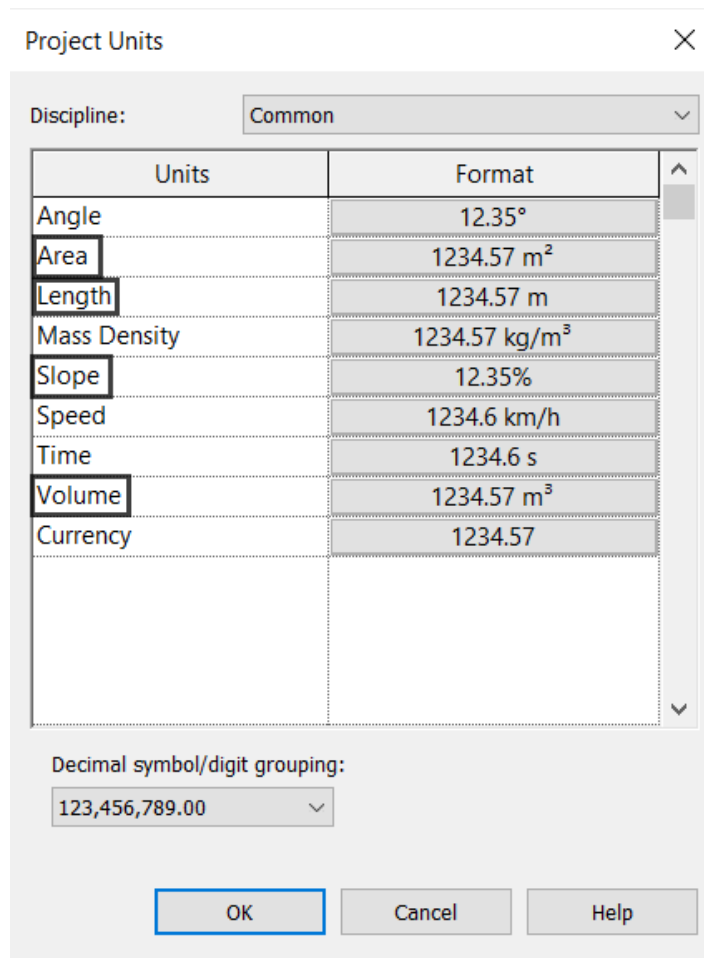 Project Units
Discipline: Common
Units Format
Angle 12.35°
Area 1234.57 m²
Length 1234.57 m
Mass Density 1234.57 kg/m³
Slope 12.35%
Speed 1234.6 km/h
Time 1234.6 s
Volume 1234.57 m³
Currency 1234.57
Decimal symbol/digit grouping:
123,456,789.00
OK Cancel Help